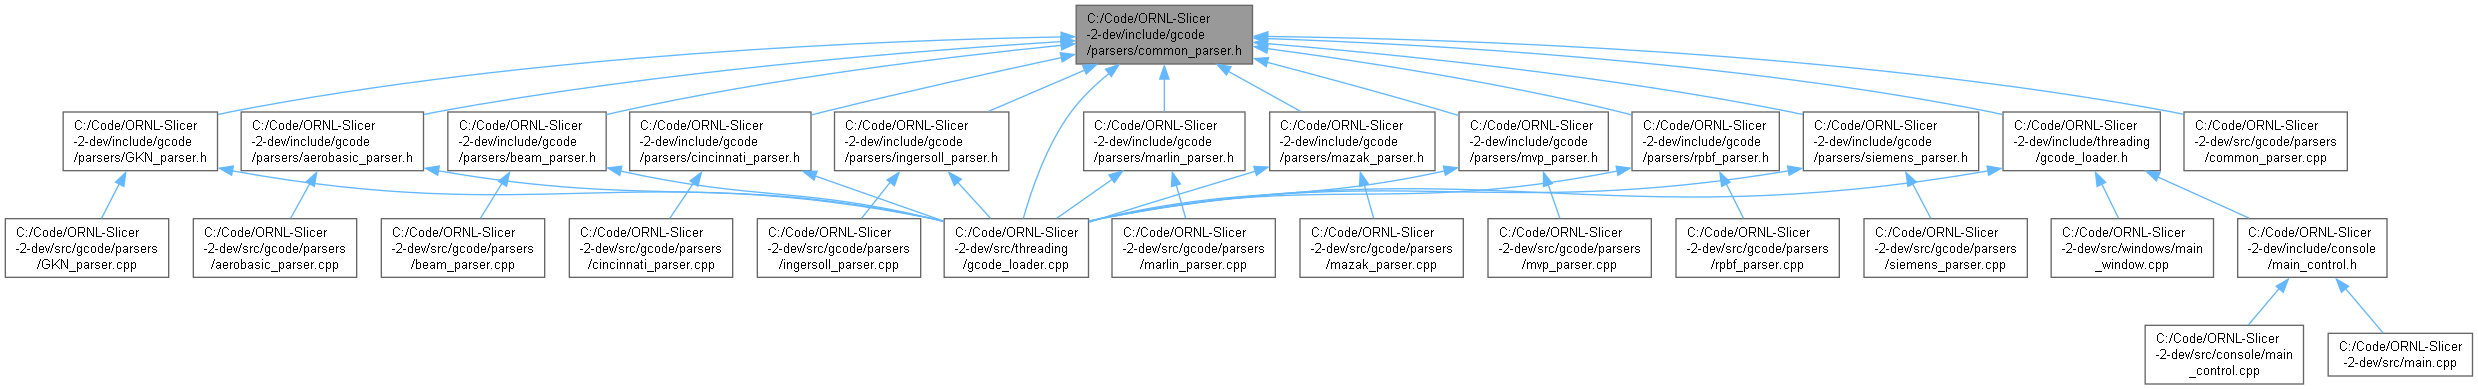 C:/Code/ORNL-Slicer
-2-dev/include/gcode
/parsers/common_parser.h
C:/Code/ORNL-Slicer
-2-dev/include/gcode
/parsers/GKN_parser.h
C:/Code/ORNL-Slicer
-2-dev/include/gcode
/parsers/aerobasic_parser.h
C:/Code/ORNL-Slicer
-2-dev/include/gcode
/parsers/beam_parser.h
C:/Code/ORNL-Slicer
-2-dev/include/gcode
/parsers/cincinnati_parser.h
C:/Code/ORNL-Slicer
-2-dev/include/gcode
/parsers/ingersoll_parser.h
C:/Code/ORNL-Slicer
-2-dev/include/gcode
/parsers/marlin_parser.h
C:/Code/ORNL-Slicer
-2-dev/include/gcode
/parsers/mazak_parser.h
C:/Code/ORNL-Slicer
-2-dev/include/gcode
/parsers/mvp_parser.h
C:/Code/ORNL-Slicer
-2-dev/include/gcode
/parsers/rpbf_parser.h
C:/Code/ORNL-Slicer
-2-dev/include/gcode
/parsers/siemens_parser.h
C:/Code/ORNL-Slicer
-2-dev/include/threading
/gcode_loader.h
C:/Code/ORNL-Slicer
-2-dev/src/gcode/parsers
/common_parser.cpp
C:/Code/ORNL-Slicer
-2-dev/src/gcode/parsers
/GKN_parser.cpp
C:/Code/ORNL-Slicer
-2-dev/src/gcode/parsers
/aerobasic_parser.cpp
C:/Code/ORNL-Slicer
-2-dev/src/gcode/parsers
/beam_parser.cpp
C:/Code/ORNL-Slicer
-2-dev/src/gcode/parsers
/cincinnati_parser.cpp
C:/Code/ORNL-Slicer
-2-dev/src/gcode/parsers
/ingersoll_parser.cpp
C:/Code/ORNL-Slicer
-2-dev/src/threading
/gcode_loader.cpp
C:/Code/ORNL-Slicer
-2-dev/src/gcode/parsers
/marlin_parser.cpp
C:/Code/ORNL-Slicer
-2-dev/src/gcode/parsers
/mazak_parser.cpp
C:/Code/ORNL-Slicer
-2-dev/src/gcode/parsers
/mvp_parser.cpp
C:/Code/ORNL-Slicer
-2-dev/src/gcode/parsers
/rpbf_parser.cpp
C:/Code/ORNL-Slicer
-2-dev/src/gcode/parsers
/siemens_parser.cpp
C:/Code/ORNL-Slicer
-2-dev/src/windows/main
_window.cpp
C:/Code/ORNL-Slicer
-2-dev/include/console
/main_control.h
C:/Code/ORNL-Slicer
-2-dev/src/console/main
_control.cpp
C:/Code/ORNL-Slicer
-2-dev/src/main.cpp